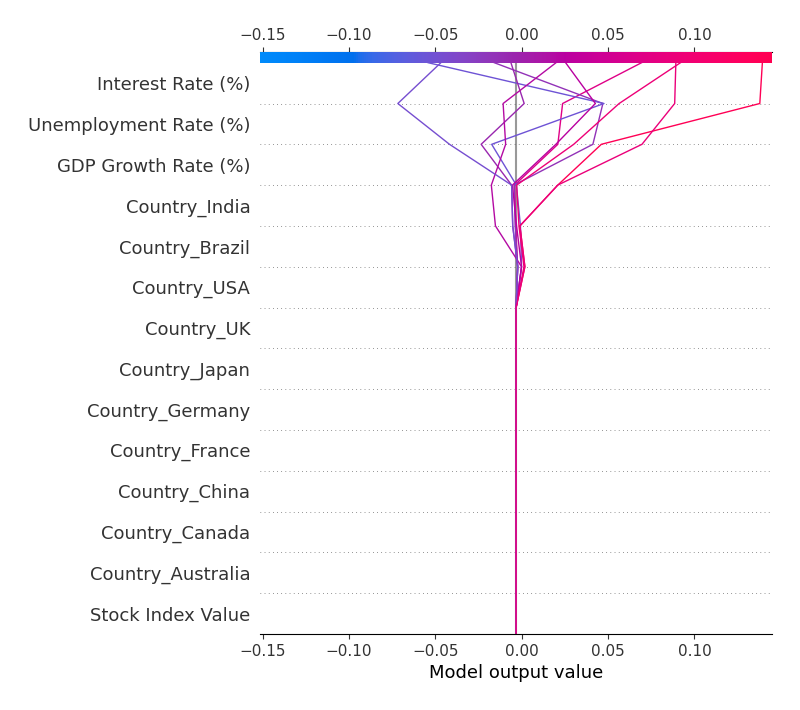 −0.15 −0.10 −0.05 0.00 0.05 0.10
Interest Rate (%)
Unemployment Rate (%)
GDP Growth Rate (%)
Country_India
Country_Brazil
Country_USA
Country_UK
Country_Japan
Country_Germany
Country_France
Country_China
Country_Canada
Country_Australia
Stock Index Value
−0.15 −0.10 −0.05 0.00 0.05 0.10
Model output value